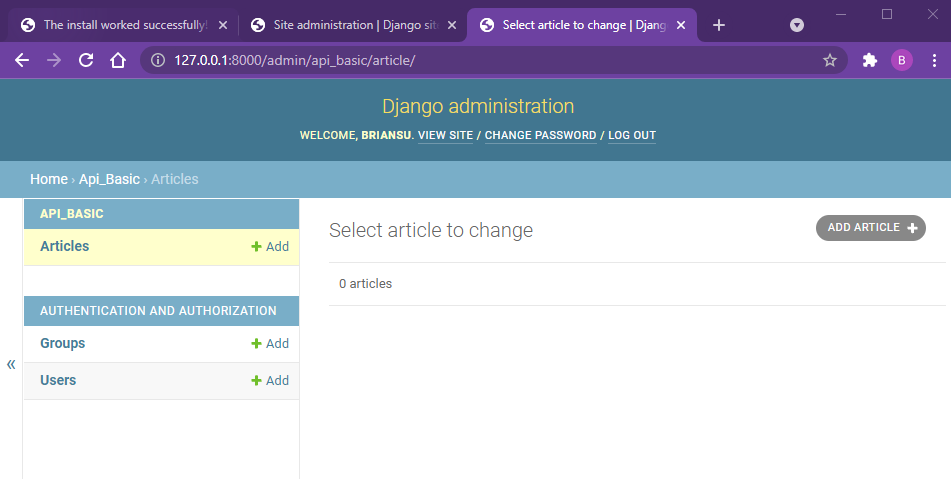 The install worked successfully!
Site administration | Django sit
Select article to change | Djang
127.0.0.1:8000/admin/api_basic/article/
B
Django administration
WELCOME, BRIANSU. VIEW SITE / CHANGE PASSWORD / LOG OUT
Home › Api_Basic › Articles
API_BASIC
Articles + Add
AUTHENTICATION AND AUTHORIZATION
Groups + Add
Users + Add
«
Select article to change
ADD ARTICLE +
0 articles